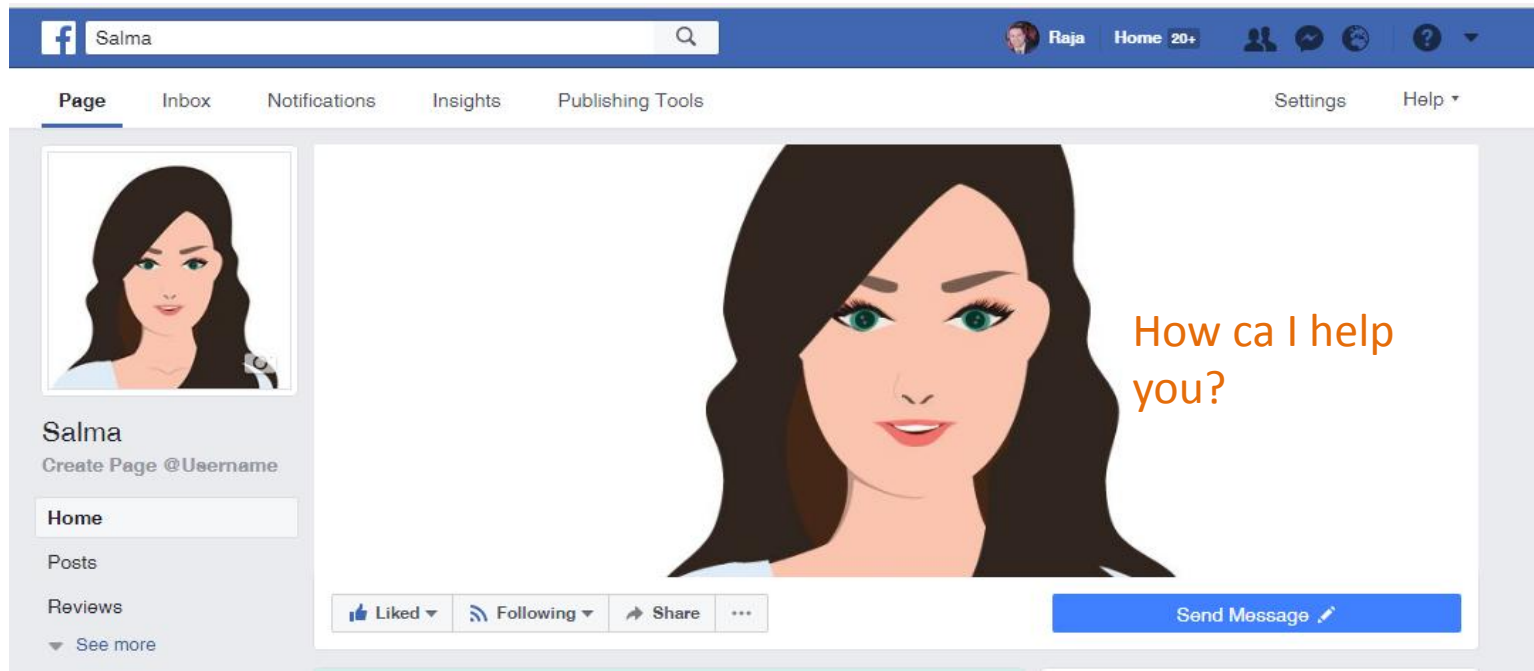 f Salma Raja Home 20+
Page Inbox Notifications Insights Publishing Tools Settings Help
How ca I help
you?
Salma
Create Page @Username
Home
Posts
Reviews
See more
Liked Following Share ... Send Message